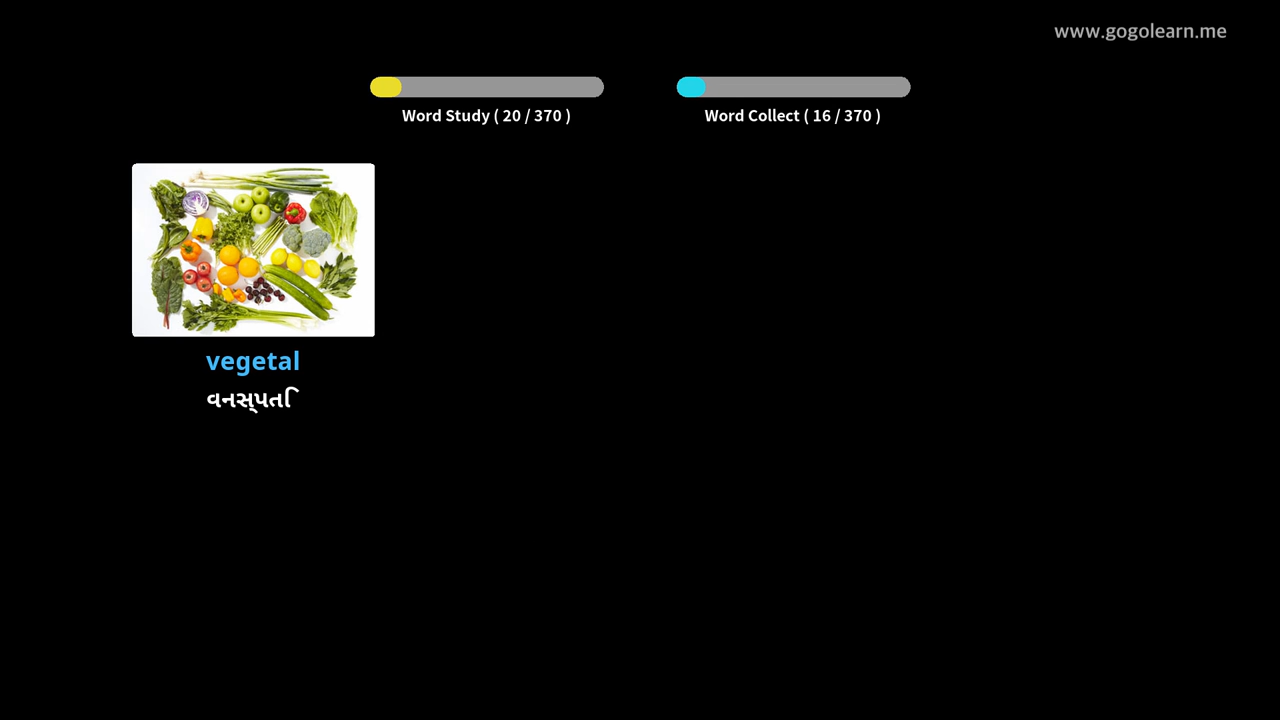 www.gogolearn.me
Word Study ( 20 / 370 )
Word Collect ( 16 / 370 )
vegetal
વનસ્પતિ